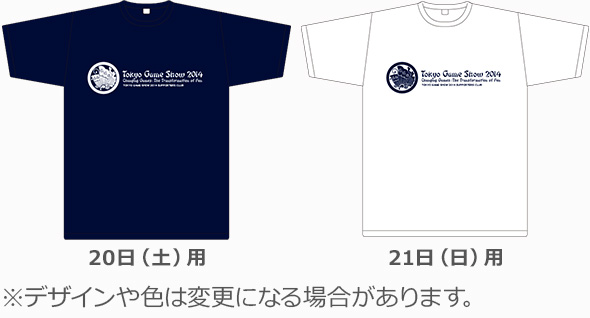 Tokyo Game Show 2014
Changing Games: The Transformation of Fun
TOKYO GAME SHOW 2014 SUPPORTERS CLUB
Tokyo Game Show 2014
Changing Games: The Transformation of Fun
TOKYO GAME SHOW 2014 SUPPORTERS CLUB
20日（土）用
21日（日）用
※デザインや色は変更になる場合があります。